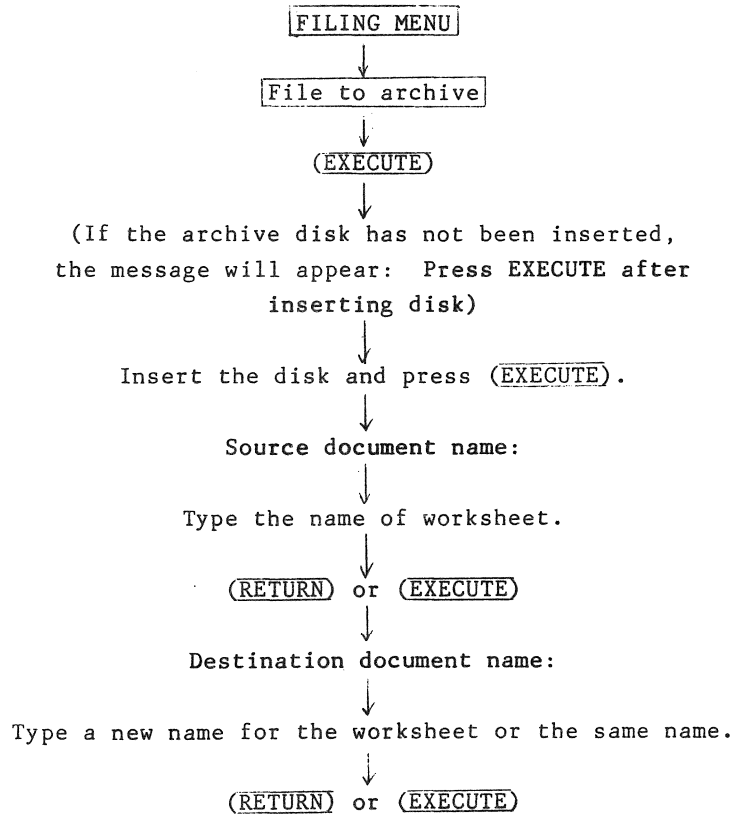 FILING MENU
File to archive
(EXECUTE)
(If the archive disk has not been inserted,
the message will appear: Press EXECUTE after
inserting disk)
Insert the disk and press (EXECUTE).
Source document name:
Type the name of worksheet.
(RETURN) or (EXECUTE)
Destination document name:
Type a new name for the worksheet or the same name.
(RETURN) or (EXECUTE)